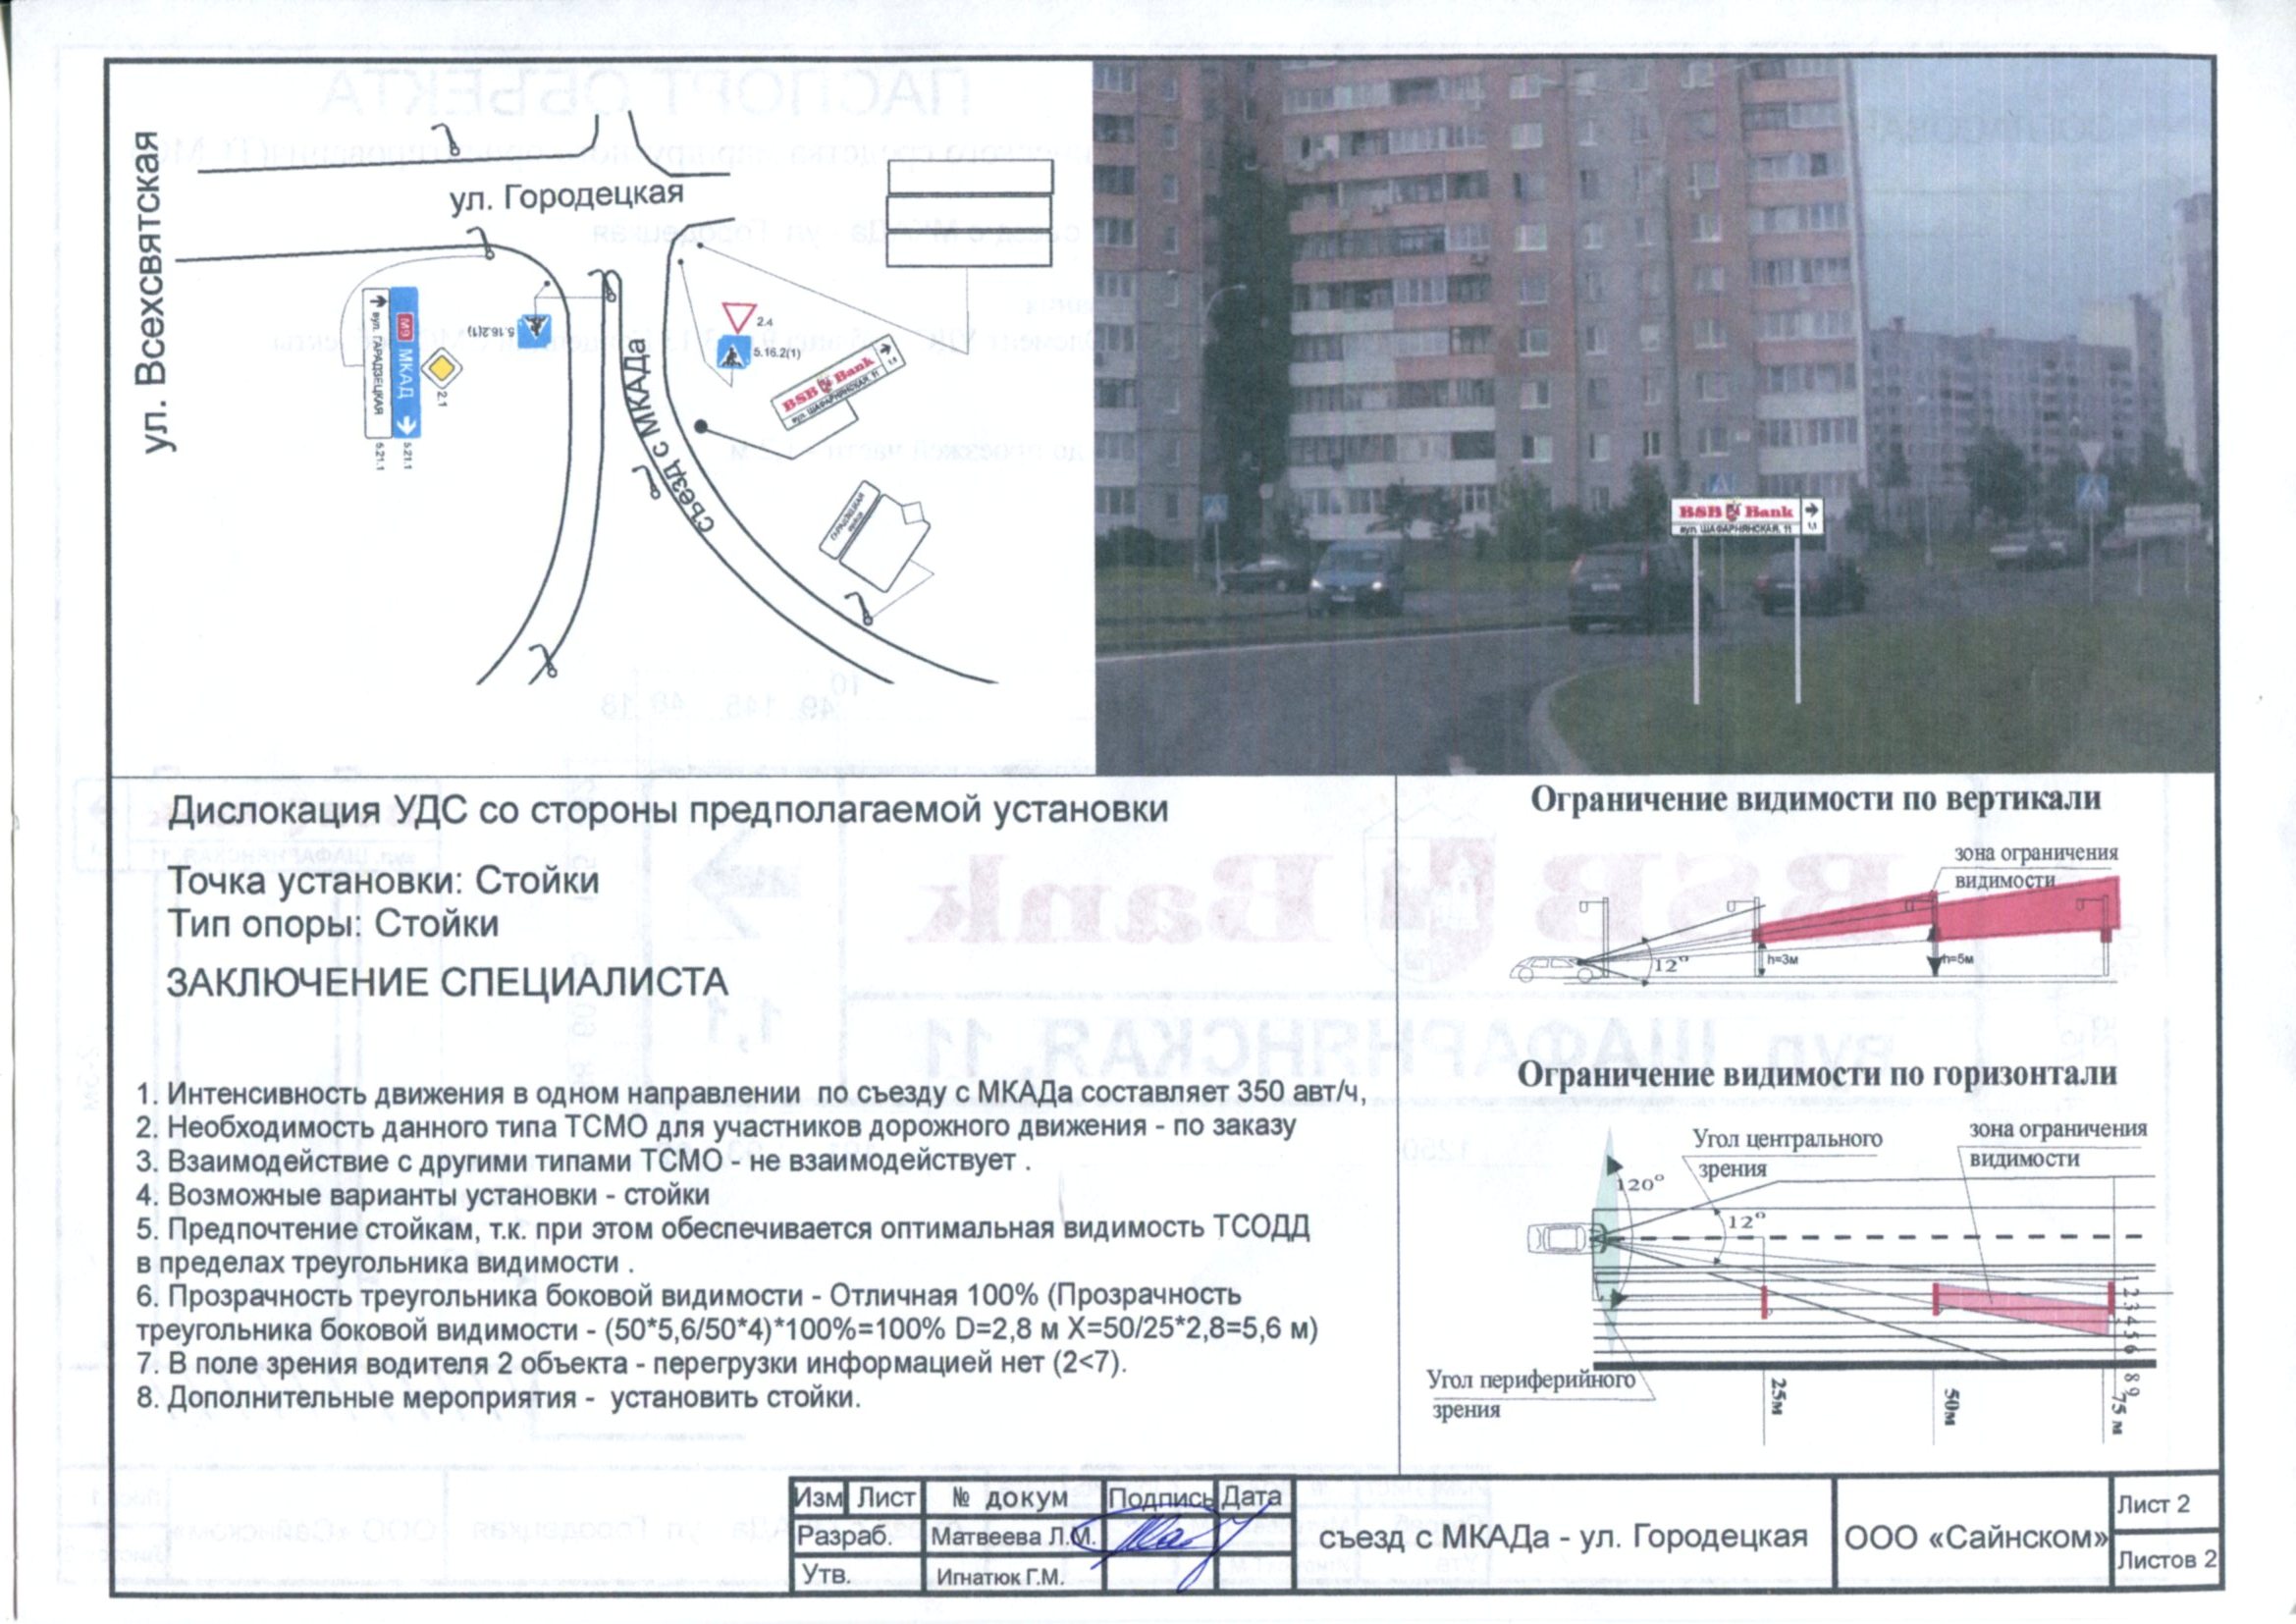 ул. Всехсвятская
ул. Городецкая
съезд с МКАДа
вул. ГАРАДЗЕЦКАЯ
М9 МКАД
5.21.1
5.21.1
2.1
5.16.2(1)
2.4
5.16.2(1)
BSB Bank
вул. ШАФАРНЯНСКАЯ, 11
1,1
ГАРАДЗЕЦКАЯ
BSB Bank
вул. ШАФАРНЯНСКАЯ, 11
1,1
Дислокация УДС со стороны предполагаемой установки
Точка установки: Стойки
Тип опоры: Стойки
ЗАКЛЮЧЕНИЕ СПЕЦИАЛИСТА
1. Интенсивность движения в одном направлении по съезду с МКАДа составляет 350 авт/ч,
2. Необходимость данного типа ТСМО для участников дорожного движения - по заказу
3. Взаимодействие с другими типами ТСМО - не взаимодействует .
4. Возможные варианты установки - стойки
5. Предпочтение стойкам, т.к. при этом обеспечивается оптимальная видимость ТСОДД
в пределах треугольника видимости .
6. Прозрачность треугольника боковой видимости - Отличная 100% (Прозрачность
треугольника боковой видимости - (50*5,6/50*4)*100%=100% D=2,8 м X=50/25*2,8=5,6 м)
7. В поле зрения водителя 2 объекта - перегрузки информацией нет (2<7).
8. Дополнительные мероприятия - установить стойки.
Ограничение видимости по вертикали
зона ограничения
видимости
12°
h=3м
h=5м
Ограничение видимости по горизонтали
Угол центрального
зрения
зона ограничения
видимости
120°
12°
Угол периферийного
зрения
25м
50м
75 м
1 2 3 4 5 6 8 9
Изм Лист № докум Подпись Дата
Разраб. Матвеева Л.М.
Утв. Игнатюк Г.М.
съезд с МКАДа - ул. Городецкая
ООО «Сайнском»
Лист 2
Листов 2